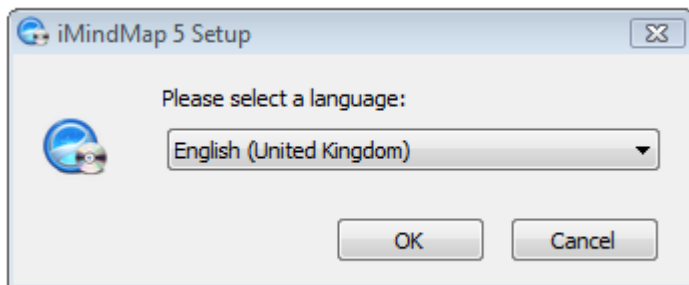 iMindMap 5 Setup
Please select a language:
English (United Kingdom)
OK Cancel